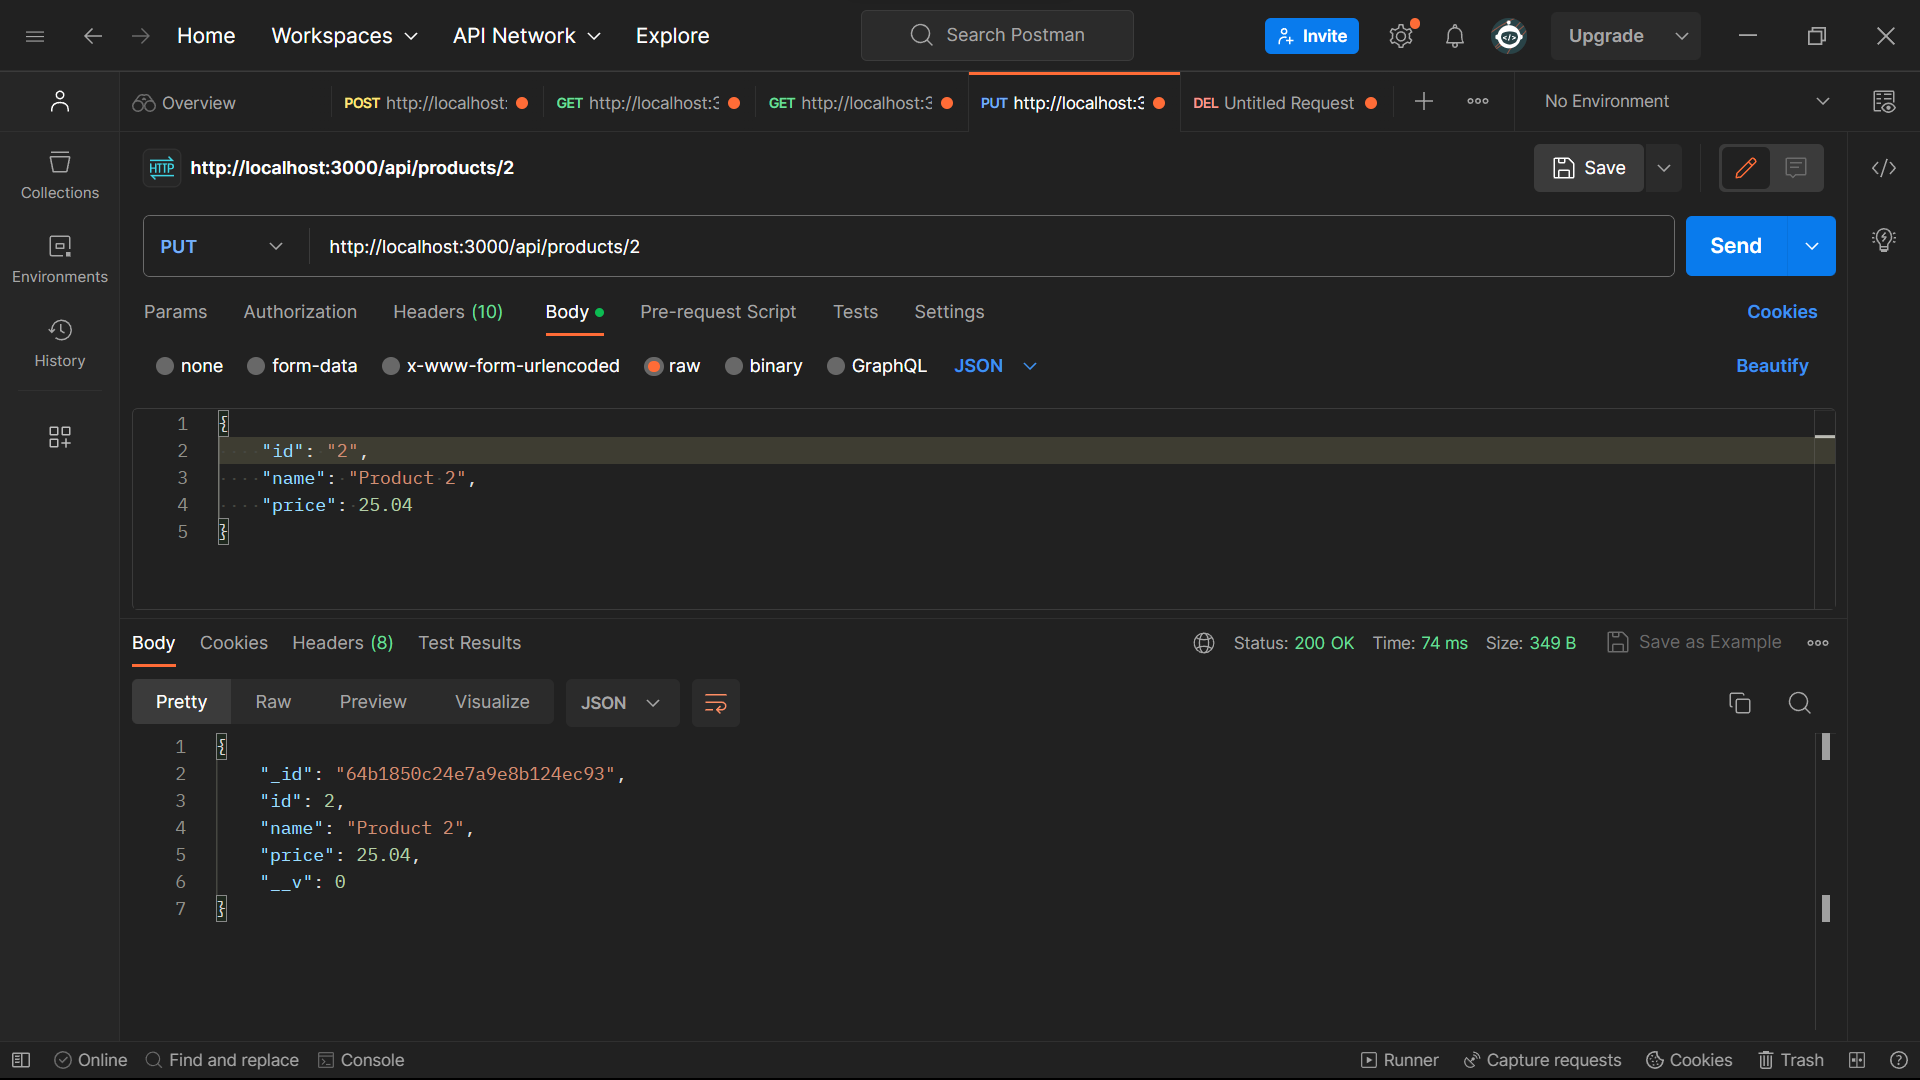 Home Workspaces API Network Explore Search Postman Invite Upgrade
Overview POST http://localhost: GET http://localhost:3 GET http://localhost:3 PUT http://localhost:3 DEL Untitled Request No Environment
HTTP http://localhost:3000/api/products/2 Save
Collections
PUT http://localhost:3000/api/products/2 Send
Environments
Params Authorization Headers (10) Body Pre-request Script Tests Settings Cookies
History
none form-data x-www-form-urlencoded raw binary GraphQL JSON Beautify
1 {
2 "id": "2",
3 "name": "Product 2",
4 "price": 25.04
5 }
Body Cookies Headers (8) Test Results Status: 200 OK Time: 74 ms Size: 349 B Save as Example
Pretty Raw Preview Visualize JSON
1 {
2 "_id": "64b1850c24e7a9e8b124ec93",
3 "id": 2,
4 "name": "Product 2",
5 "price": 25.04,
6 "__v": 0
7 }
Online Find and replace Console Runner Capture requests Cookies Trash